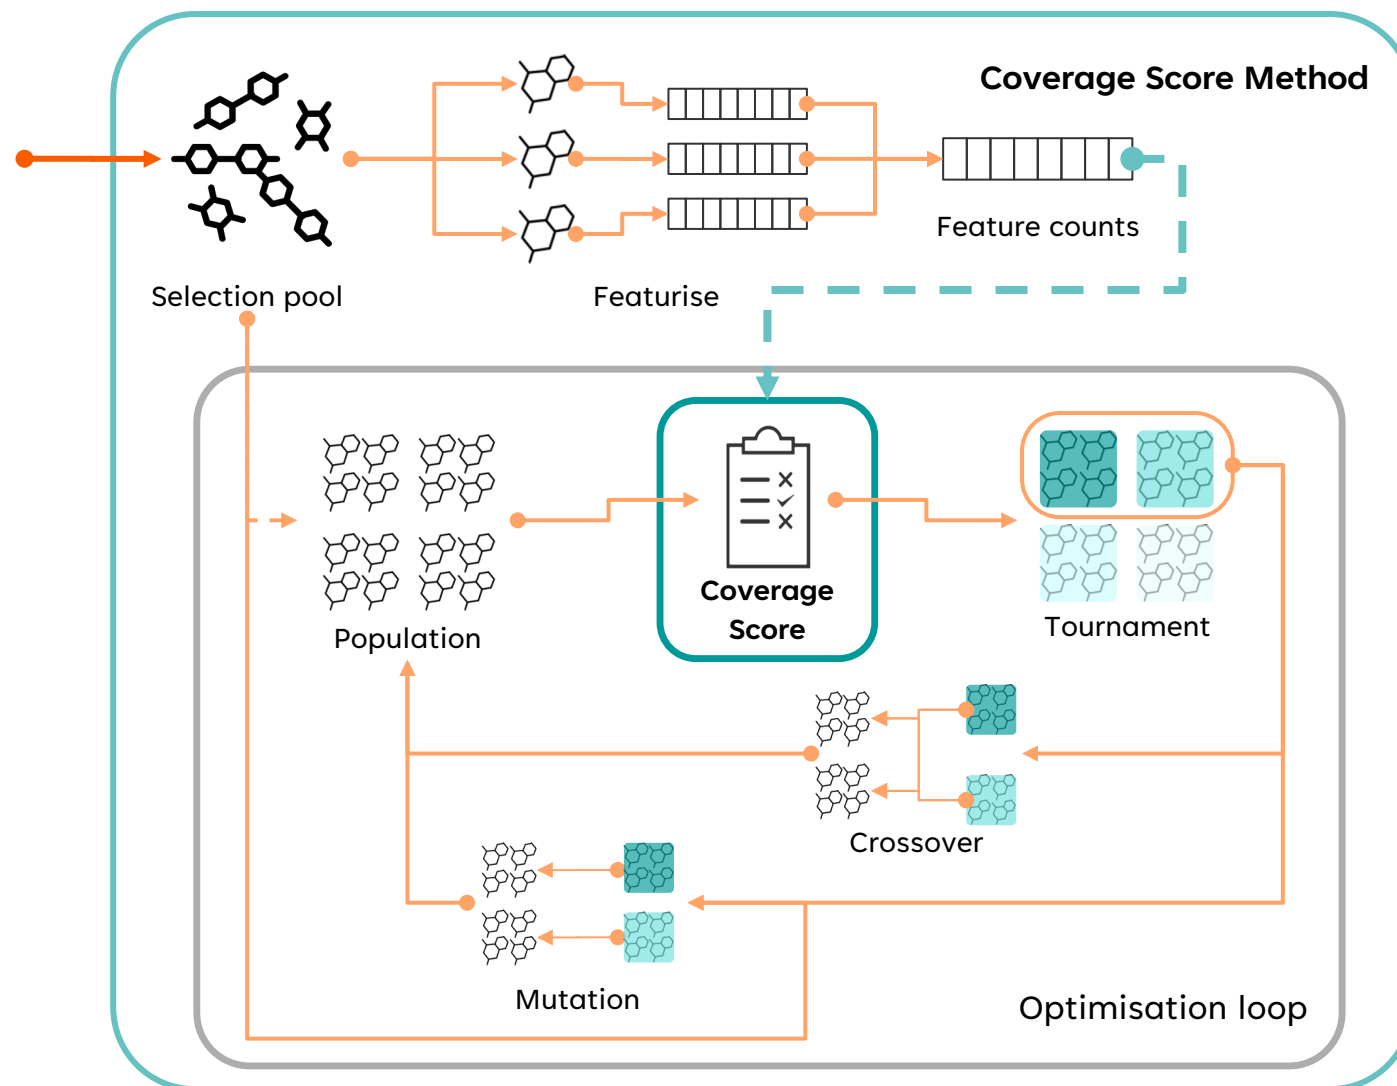 Coverage Score Method
Feature counts
Selection pool
Featurise
Coverage
Score
Population
Tournament
Crossover
Mutation
Optimisation loop